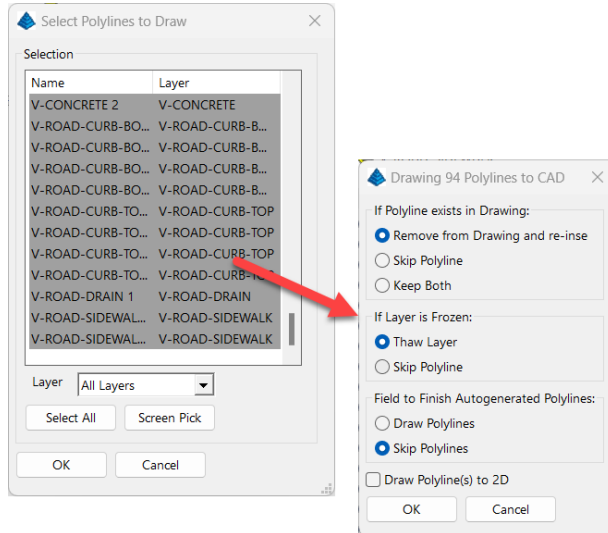 Select Polylines to Draw
Selection
Name Layer
V-CONCRETE 2 V-CONCRETE
V-ROAD-CURB-BO... V-ROAD-CURB-B...
V-ROAD-CURB-BO... V-ROAD-CURB-B...
V-ROAD-CURB-BO... V-ROAD-CURB-B...
V-ROAD-CURB-BO... V-ROAD-CURB-B...
V-ROAD-CURB-TO... V-ROAD-CURB-TOP
V-ROAD-CURB-TO... V-ROAD-CURB-TOP
V-ROAD-CURB-TO... V-ROAD-CURB-TOP
V-ROAD-CURB-TO... V-ROAD-CURB-TOP
V-ROAD-DRAIN 1 V-ROAD-DRAIN
V-ROAD-SIDEWAL... V-ROAD-SIDEWALK
V-ROAD-SIDEWAL... V-ROAD-SIDEWALK
Layer All Layers
Select All Screen Pick
OK Cancel
Drawing 94 Polylines to CAD
If Polyline exists in Drawing:
Remove from Drawing and re-inse
Skip Polyline
Keep Both
If Layer is Frozen:
Thaw Layer
Skip Polyline
Field to Finish Autogenerated Polylines:
Draw Polylines
Skip Polylines
Draw Polyline(s) to 2D
OK Cancel